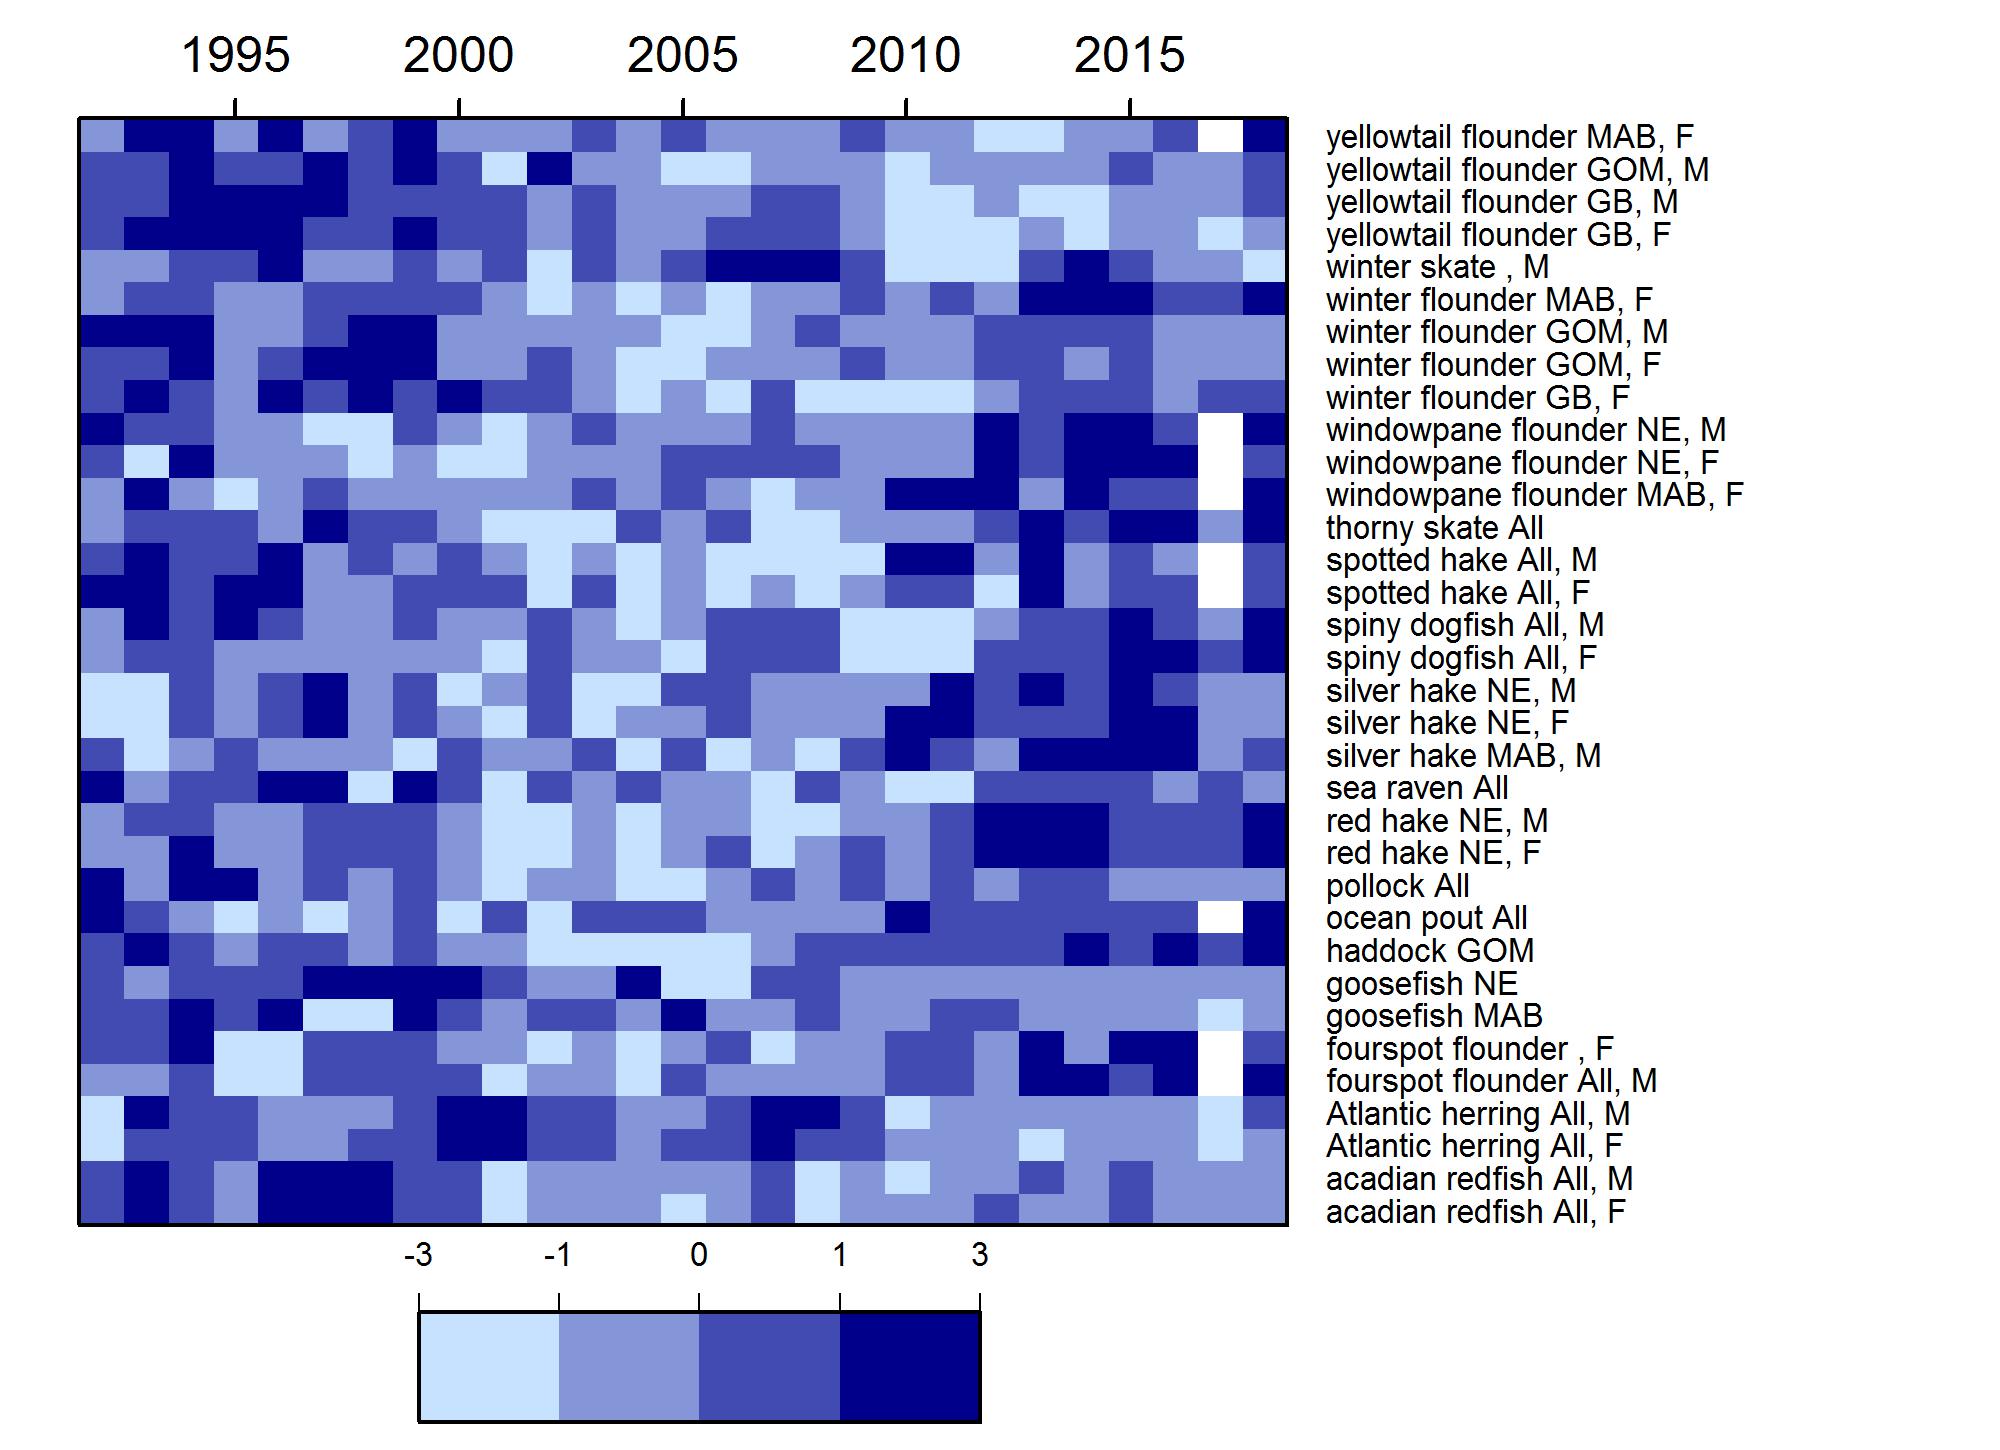 1995 2000 2005 2010 2015
yellowtail flounder MAB, F
yellowtail flounder GOM, M
yellowtail flounder GB, M
yellowtail flounder GB, F
winter skate , M
winter flounder MAB, F
winter flounder GOM, M
winter flounder GOM, F
winter flounder GB, F
windowpane flounder NE, M
windowpane flounder NE, F
windowpane flounder MAB, F
thorny skate All
spotted hake All, M
spotted hake All, F
spiny dogfish All, M
spiny dogfish All, F
silver hake NE, M
silver hake NE, F
silver hake MAB, M
sea raven All
red hake NE, M
red hake NE, F
pollock All
ocean pout All
haddock GOM
goosefish NE
goosefish MAB
fourspot flounder , F
fourspot flounder All, M
Atlantic herring All, M
Atlantic herring All, F
acadian redfish All, M
acadian redfish All, F
-3 -1 0 1 3